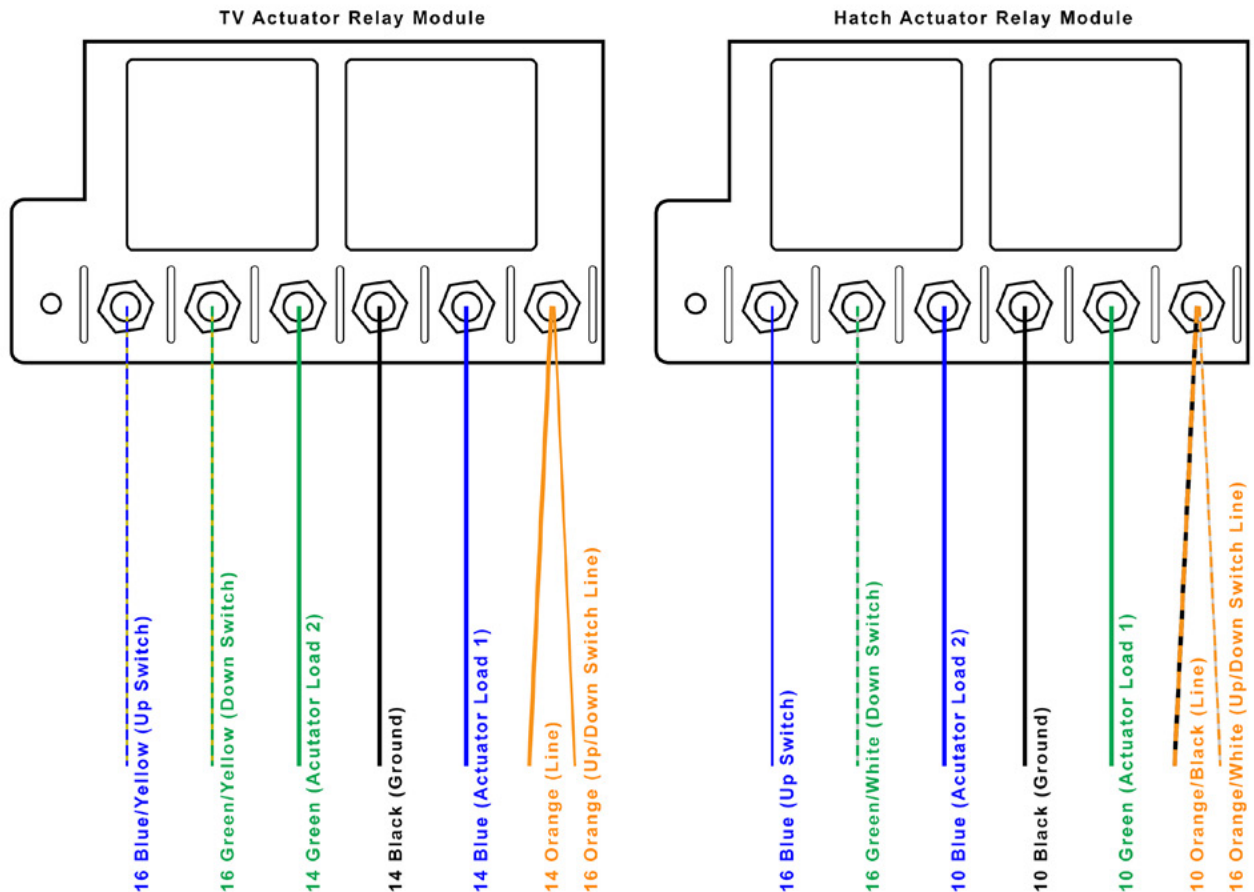 TV Actuator Relay Module
16 Blue/Yellow (Up Switch)
16 Green/Yellow (Down Switch)
14 Green (Acutator Load 2)
14 Black (Ground)
14 Blue (Actuator Load 1)
14 Orange (Line)
16 Orange (Up/Down Switch Line)
Hatch Actuator Relay Module
16 Blue (Up Switch)
16 Green/White (Down Switch)
10 Blue (Acutator Load 2)
10 Black (Ground)
10 Green (Actuator Load 1)
10 Orange/Black (Line)
16 Orange/White (Up/Down Switch Line)